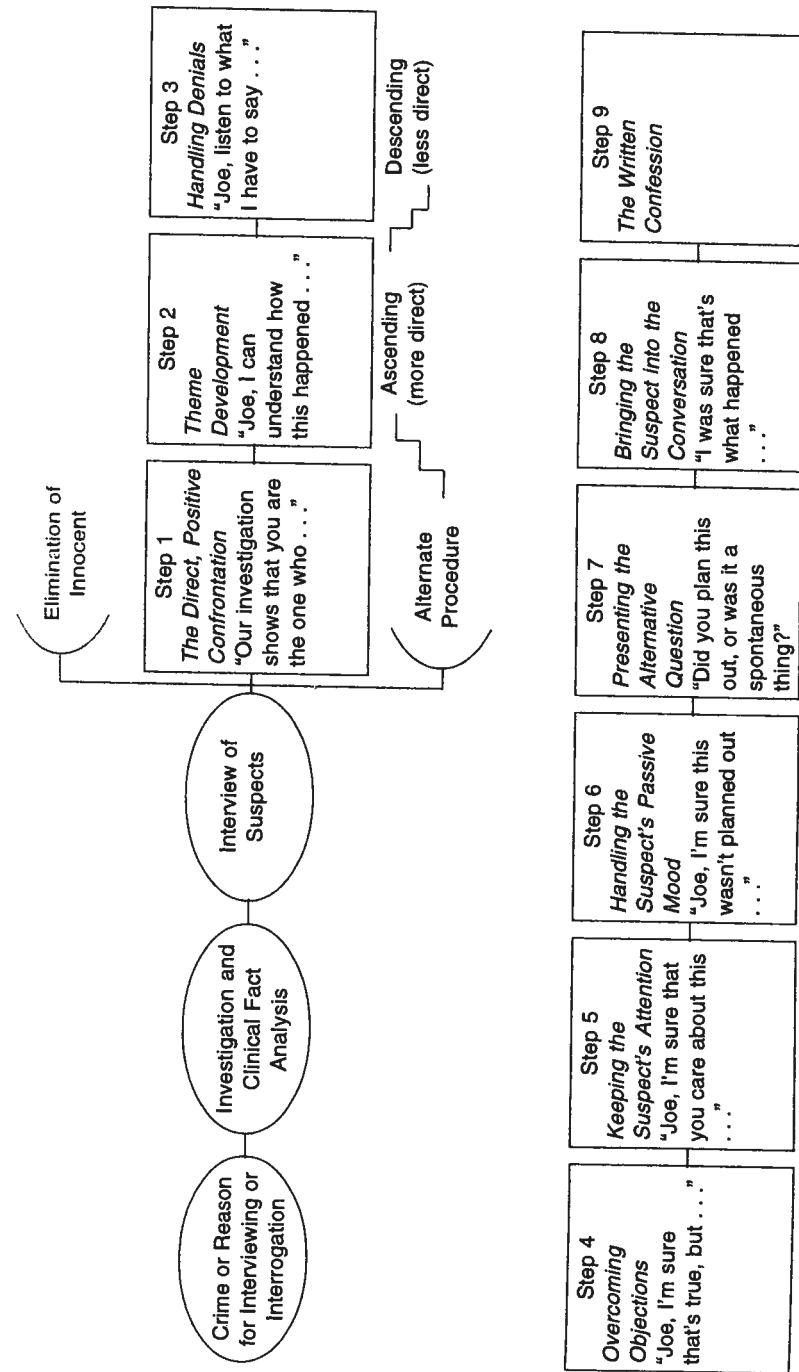 Crime or Reason
for Interviewing or
Interrogation
Investigation and
Clinical Fact
Analysis
Interview of
Suspects
Elimination of
Innocent
Step 1
The Direct, Positive
Confrontation
"Our investigation
shows that you are
the one who . . ."
Alternate
Procedure
Step 2
Theme
Development
"Joe, I can
understand how
this happened . . ."
Ascending
(more direct)
Step 3
Handling Denials
"Joe, listen to what
I have to say . . ."
Descending
(less direct)
Step 4
Overcoming
Objections
"Joe, I'm sure
that's true, but . . ."
Step 5
Keeping the
Suspect's Attention
"Joe, I'm sure that
you care about this
. . ."
Step 6
Handling the
Suspect's Passive
Mood
"Joe, I'm sure this
wasn't planned out
. . ."
Step 7
Presenting the
Alternative
Question
"Did you plan this
out, or was it a
spontaneous
thing?"
Step 8
Bringing the
Suspect into the
Conversation
"I was sure that's
what happened
. . ."
Step 9
The Written
Confession